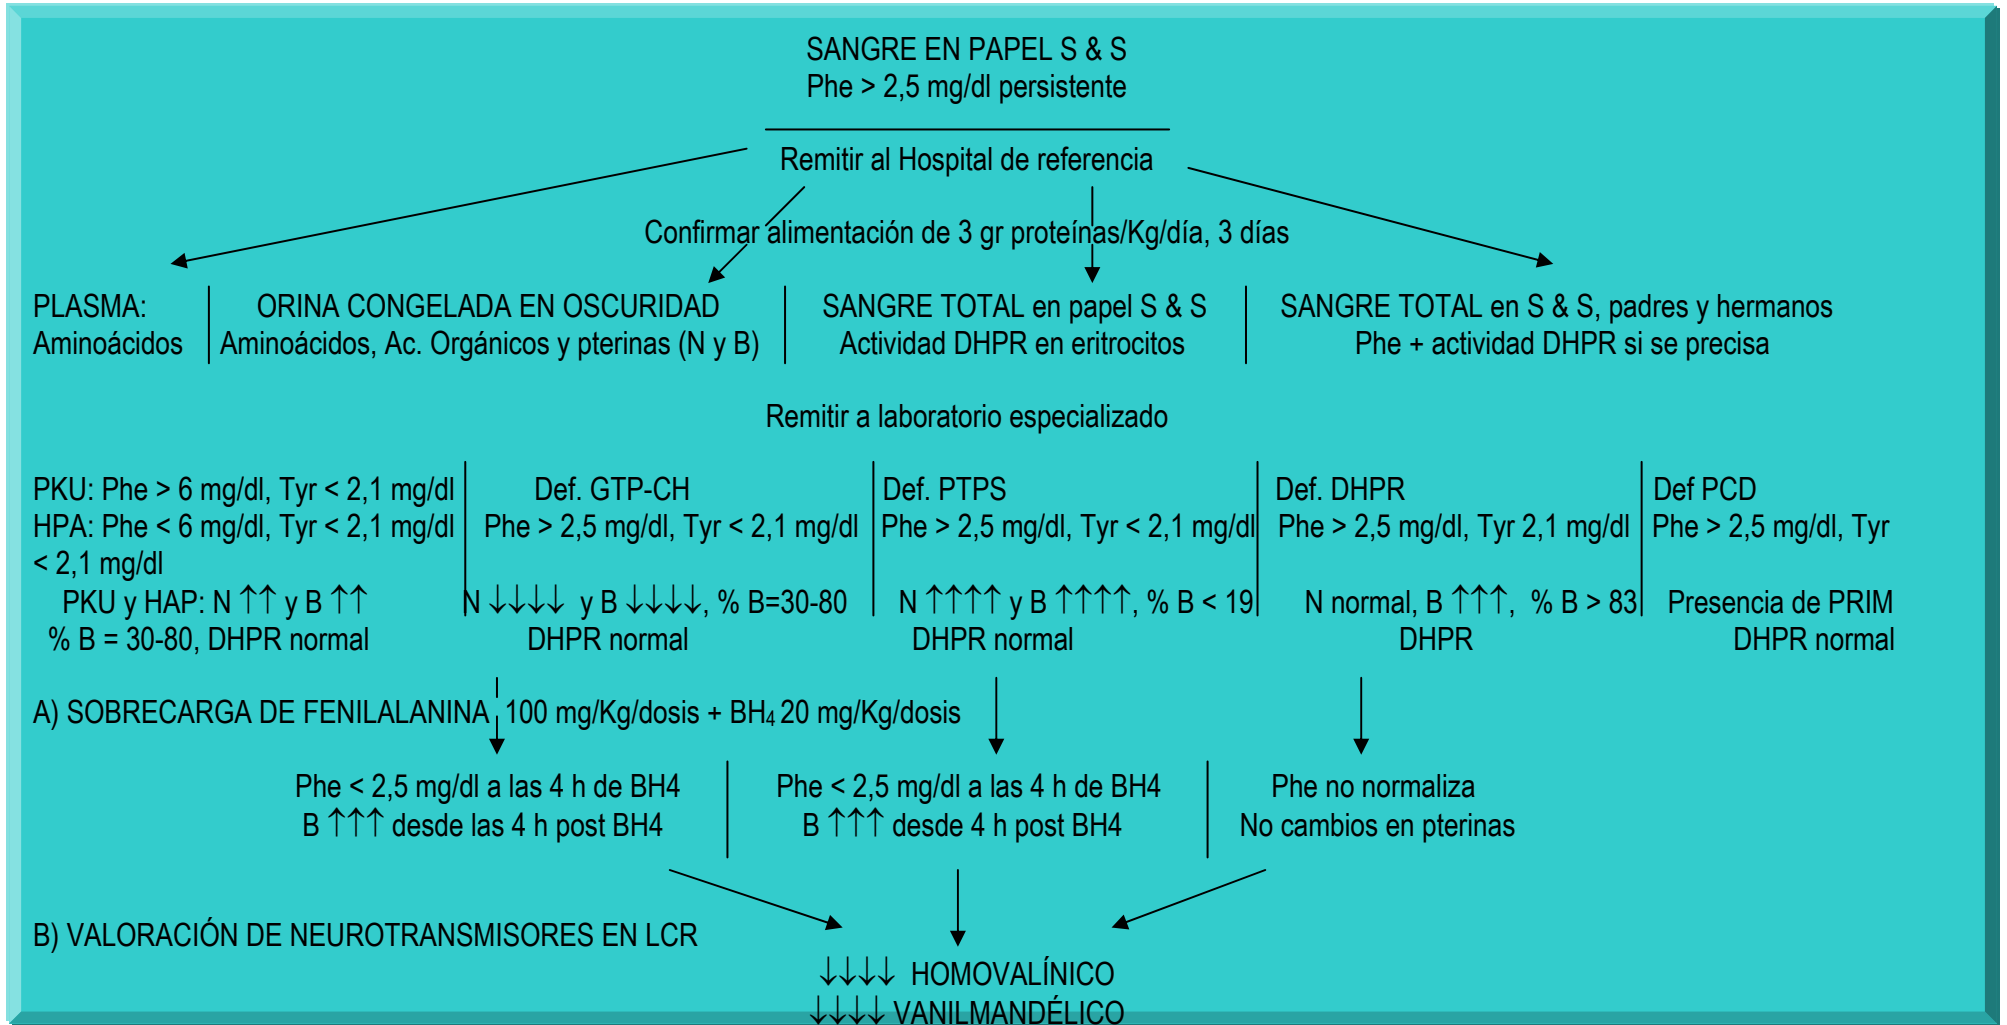 SANGRE EN PAPEL S & S
Phe > 2,5 mg/dl persistente
Remitir al Hospital de referencia
Confirmar alimentación de 3 gr proteínas/Kg/día, 3 días
PLASMA:
Aminoácidos
ORINA CONGELADA EN OSCURIDAD
Aminoácidos, Ac. Orgánicos y pterinas (N y B)
SANGRE TOTAL en papel S & S
Actividad DHPR en eritrocitos
SANGRE TOTAL en S & S, padres y hermanos
Phe + actividad DHPR si se precisa
Remitir a laboratorio especializado
PKU: Phe > 6 mg/dl, Tyr < 2,1 mg/dl
HPA: Phe < 6 mg/dl, Tyr < 2,1 mg/dl
< 2,1 mg/dl
PKU y HAP: N ↑↑ y B ↑↑
% B = 30-80, DHPR normal
Def. GTP-CH
Phe > 2,5 mg/dl, Tyr < 2,1 mg/dl
N ↓↓↓↓ y B ↓↓↓↓, % B=30-80
DHPR normal
Def. PTPS
Phe > 2,5 mg/dl, Tyr < 2,1 mg/dl
N ↑↑↑↑ y B ↑↑↑↑, % B < 19
DHPR normal
Def. DHPR
Phe > 2,5 mg/dl, Tyr 2,1 mg/dl
N normal, B ↑↑↑, % B > 83
DHPR
Def PCD
Phe > 2,5 mg/dl, Tyr
Presencia de PRIM
DHPR normal
A) SOBRECARGA DE FENILALANINA 100 mg/Kg/dosis + BH4 20 mg/Kg/dosis
Phe < 2,5 mg/dl a las 4 h de BH4
B ↑↑↑ desde las 4 h post BH4
Phe < 2,5 mg/dl a las 4 h de BH4
B ↑↑↑ desde 4 h post BH4
Phe no normaliza
No cambios en pterinas
B) VALORACIÓN DE NEUROTRANSMISORES EN LCR
↓↓↓↓ HOMOVALÍNICO
↓↓↓↓ VANILMANDÉLICO